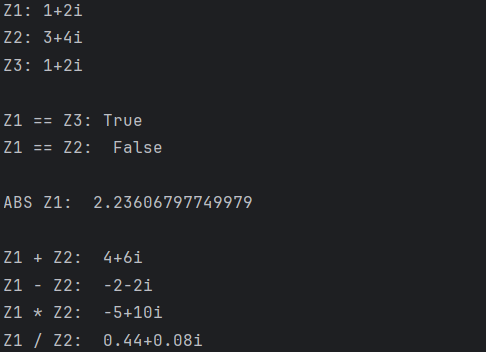 Z1: 1+2i
Z2: 3+4i
Z3: 1+2i
Z1 == Z3: True
Z1 == Z2:  False
ABS Z1:  2.23606797749979
Z1 + Z2:  4+6i
Z1 - Z2:  -2-2i
Z1 * Z2:  -5+10i
Z1 / Z2:  0.44+0.08i